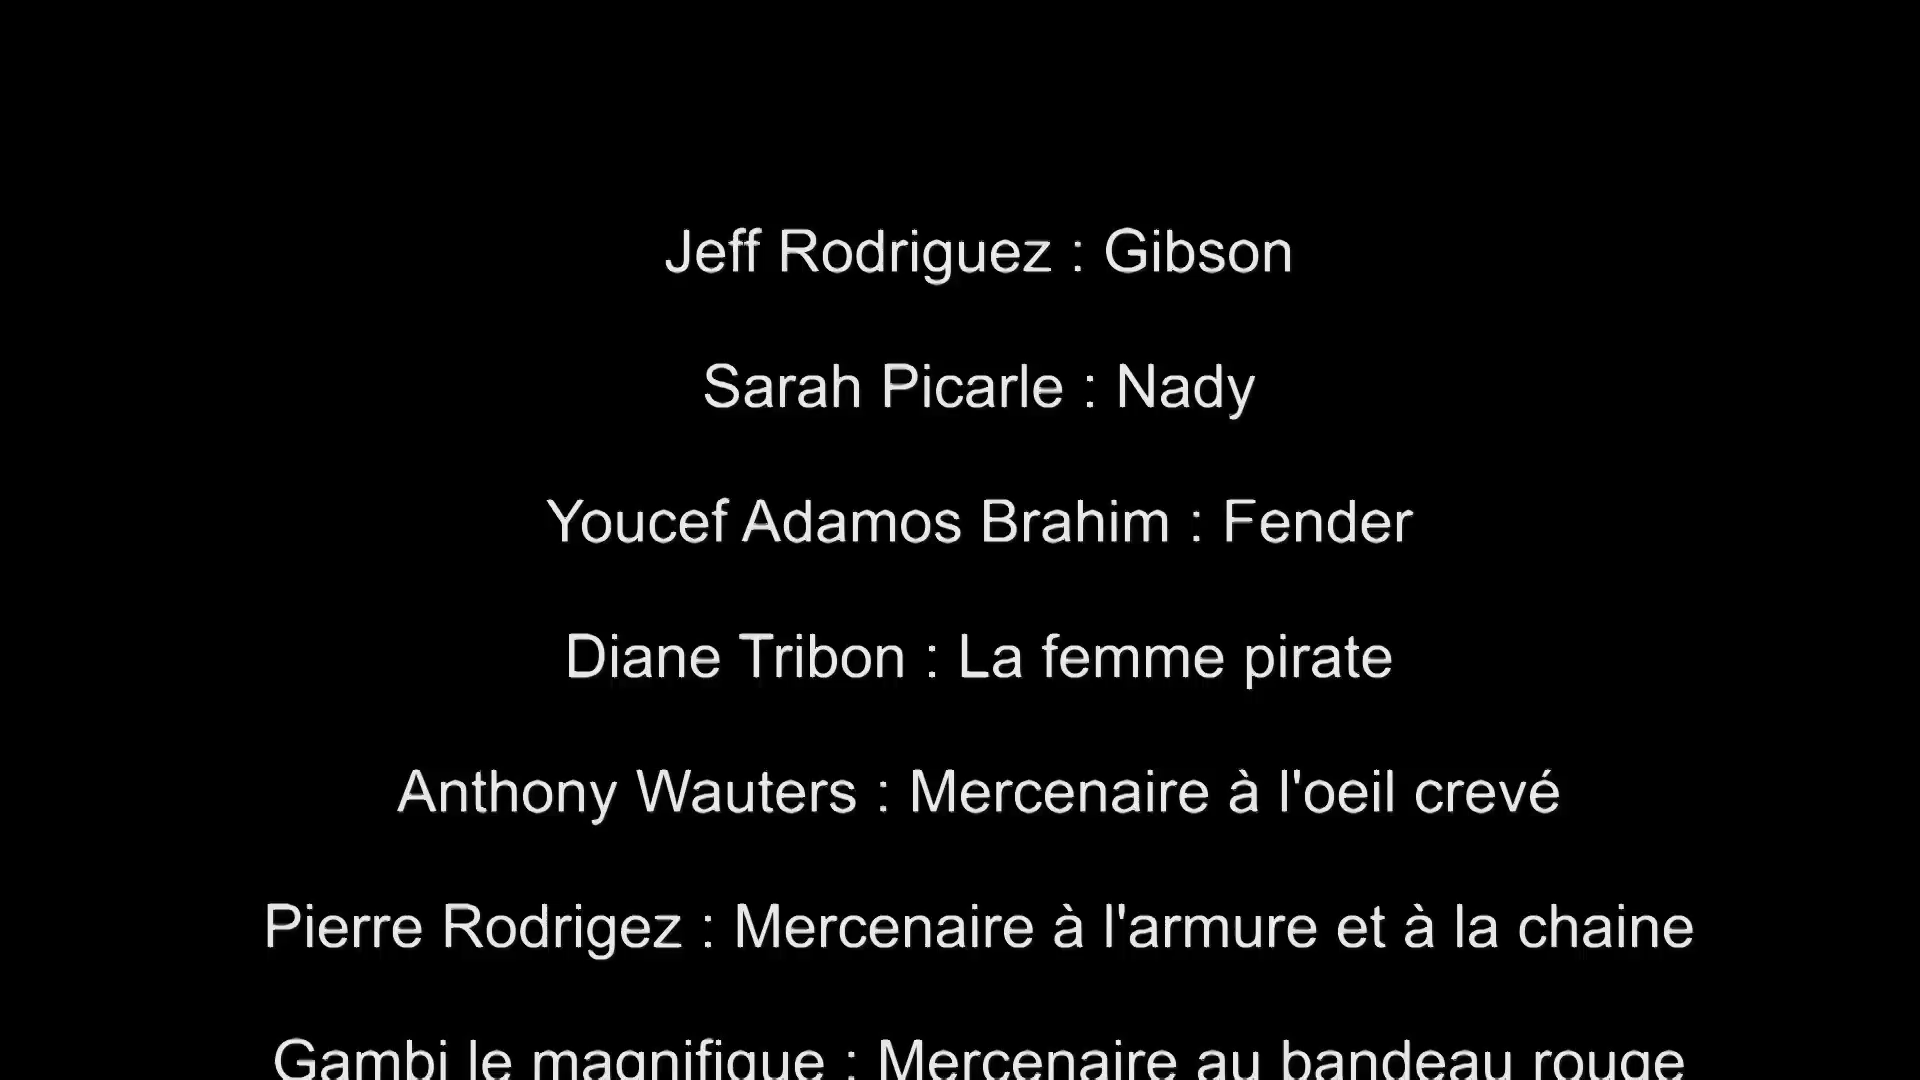 Jeff Rodriguez : Gibson
Sarah Picarle : Nady
Youcef Adamos Brahim : Fender
Diane Tribon : La femme pirate
Anthony Wauters : Mercenaire à l'oeil crevé
Pierre Rodrigez : Mercenaire à l'armure et à la chaine
Gambi le magnifique : Mercenaire au bandeau rouge